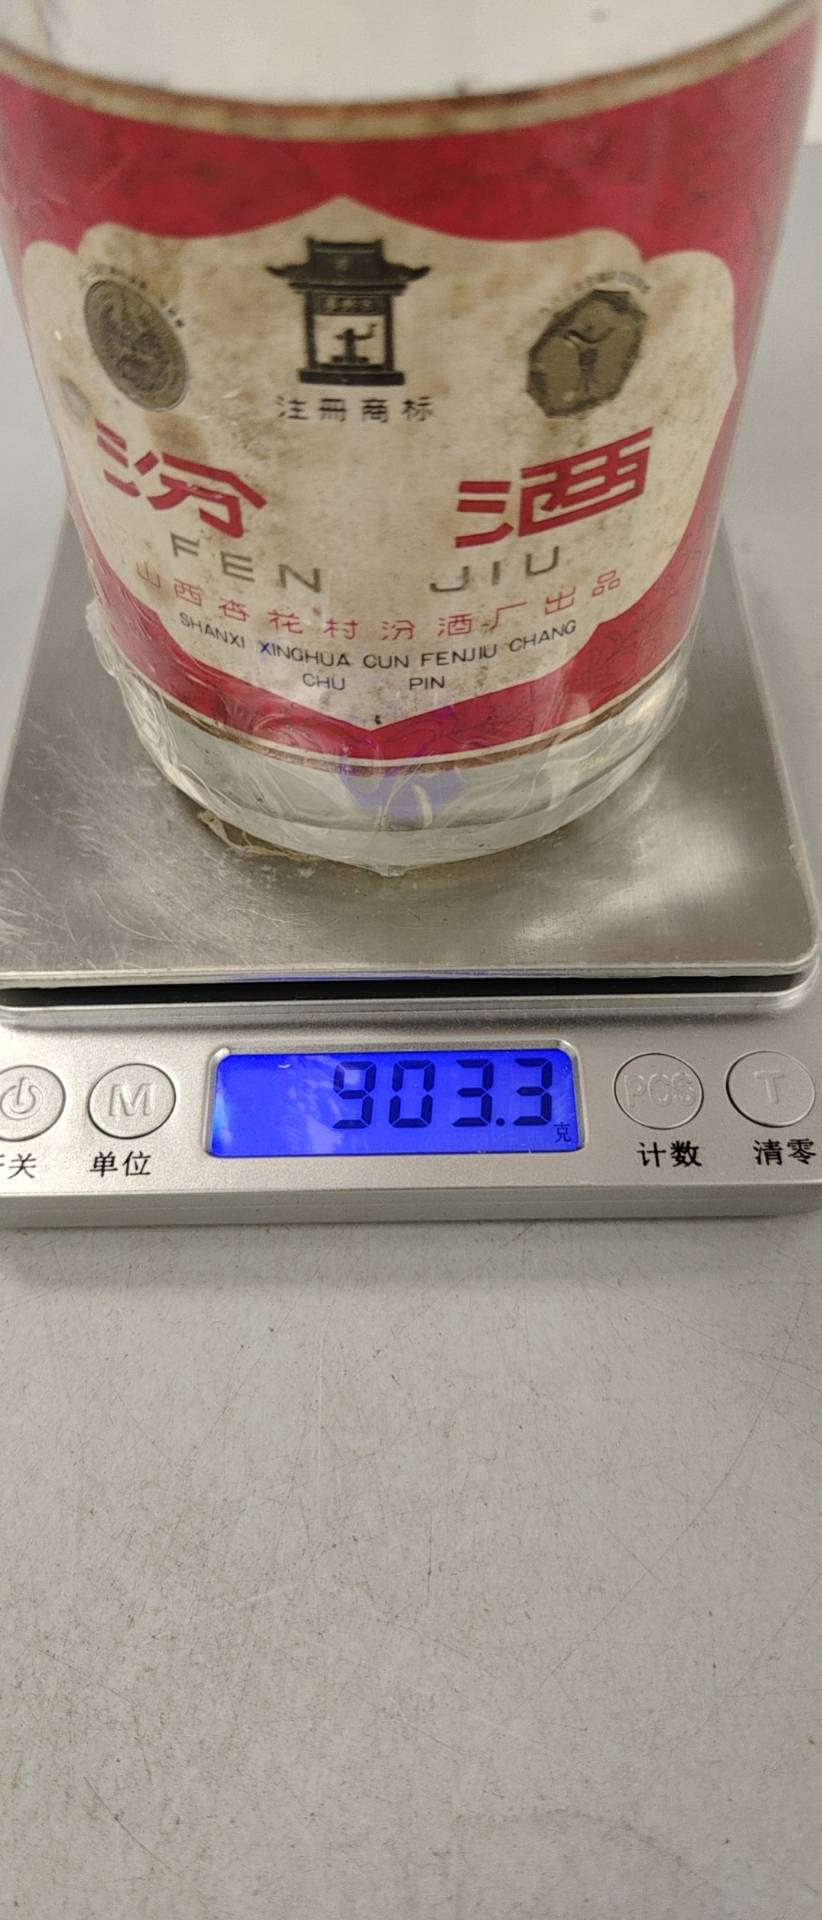 注册商标
汾酒
FEN JIU
山西杏花村汾酒厂出品
SHANXI XINGHUA CUN FENJIU CHANG
CHU PIN
903.3
克
M
PCS
T
关
单位
计数
清零